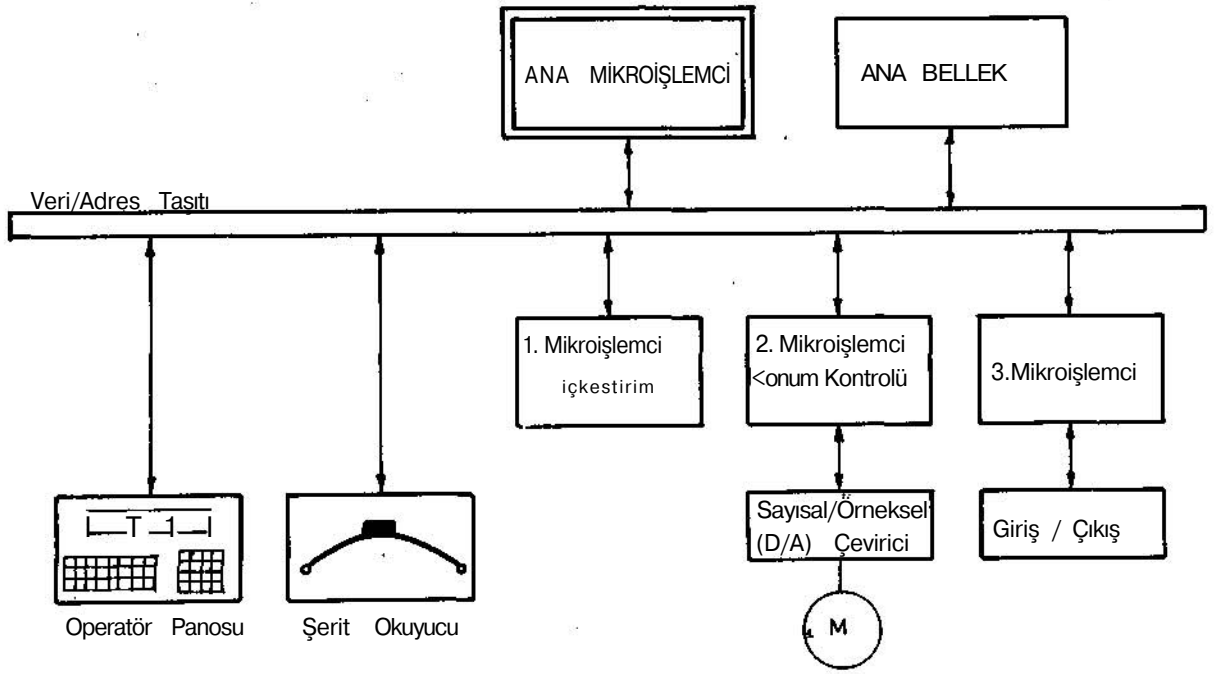 ANA MİKROİŞLEMCİ
ANA BELLEK
Veri/Adres Taşıtı
1. Mikroişlemci
içkestirim
2. Mikroişlemci
<onum Kontrolü
3.Mikroişlemci
Sayısal/Örneksel
(D/A) Çevirici
Giriş / Çıkış
T 1
Operatör Panosu
Şerit Okuyucu
M